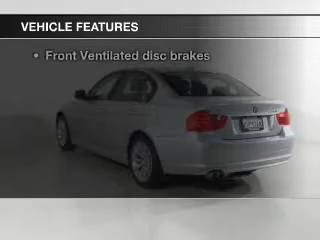 VEHICLE FEATURES
• Front Ventilated disc brakes